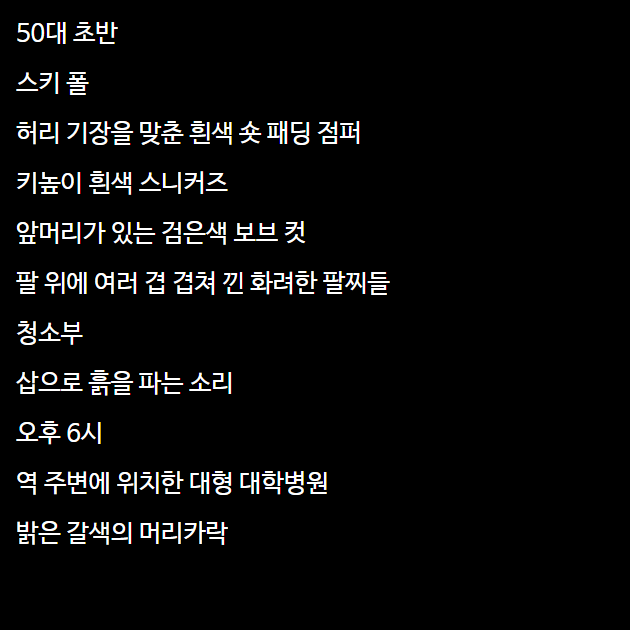 50대 초반
스키 폴
허리 기장을 맞춘 흰색 숏 패딩 점퍼
키높이 흰색 스니커즈
앞머리가 있는 검은색 보브 컷
팔 위에 여러 겹 겹쳐 낀 화려한 팔찌들
청소부
삽으로 흙을 파는 소리
오후 6시
역 주변에 위치한 대형 대학병원
밝은 갈색의 머리카락